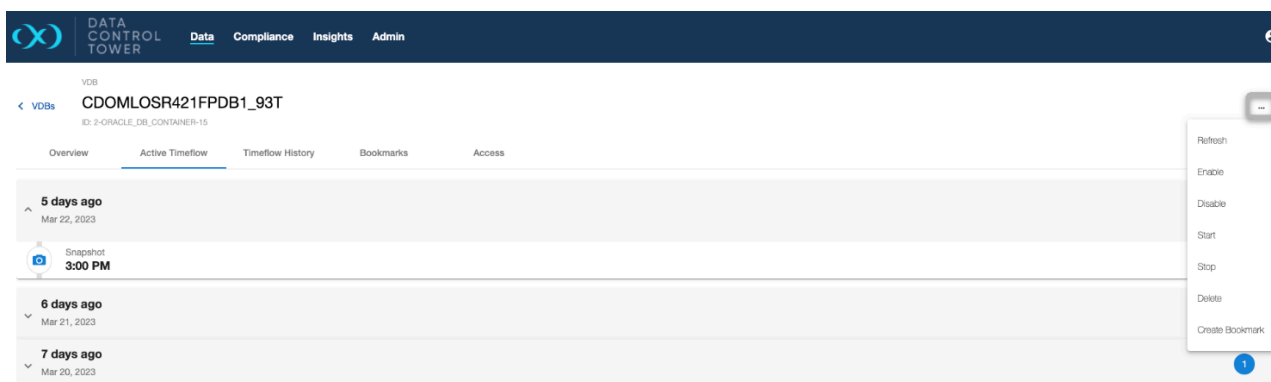 DATA
CONTROL
TOWER
Data Compliance Insights Admin
VDB
VDBs
CDOMLOSR421FPDB1_93T
ID: 2-ORACLE_DB_CONTAINER-15
...
Overview Active Timeflow Timeflow History Bookmarks Access
Refresh
Enable
Disable
Start
Stop
Delete
Create Bookmark
5 days ago
Mar 22, 2023
Snapshot
3:00 PM
6 days ago
Mar 21, 2023
7 days ago
Mar 20, 2023
1